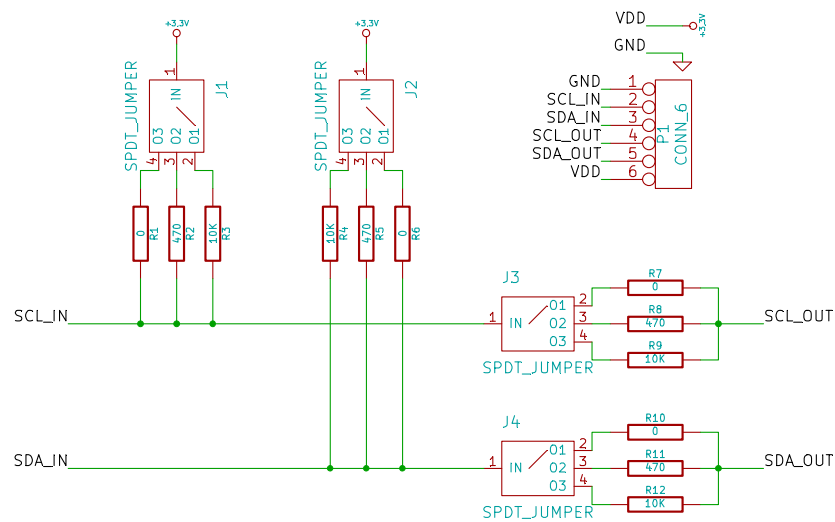 +3,3V
+3,3V
VDD
+3,3V
GND
SPDT_JUMPER
1
IN
O3
O2
O1
4
3
2
J1
SPDT_JUMPER
1
IN
O3
O2
O1
4
3
2
J2
GND 1
SCL_IN 2
SDA_IN 3
SCL_OUT 4
SDA_OUT 5
VDD 6
P1
CONN_6
0 R1
470 R2
10K R3
10K R4
470 R5
0 R6
SCL_IN
J3
1 IN
O1 2
O2 3
O3 4
SPDT_JUMPER
R7
0
R8
470
R9
10K
SCL_OUT
SDA_IN
J4
1 IN
O1 2
O2 3
O3 4
SPDT_JUMPER
R10
0
R11
470
R12
10K
SDA_OUT